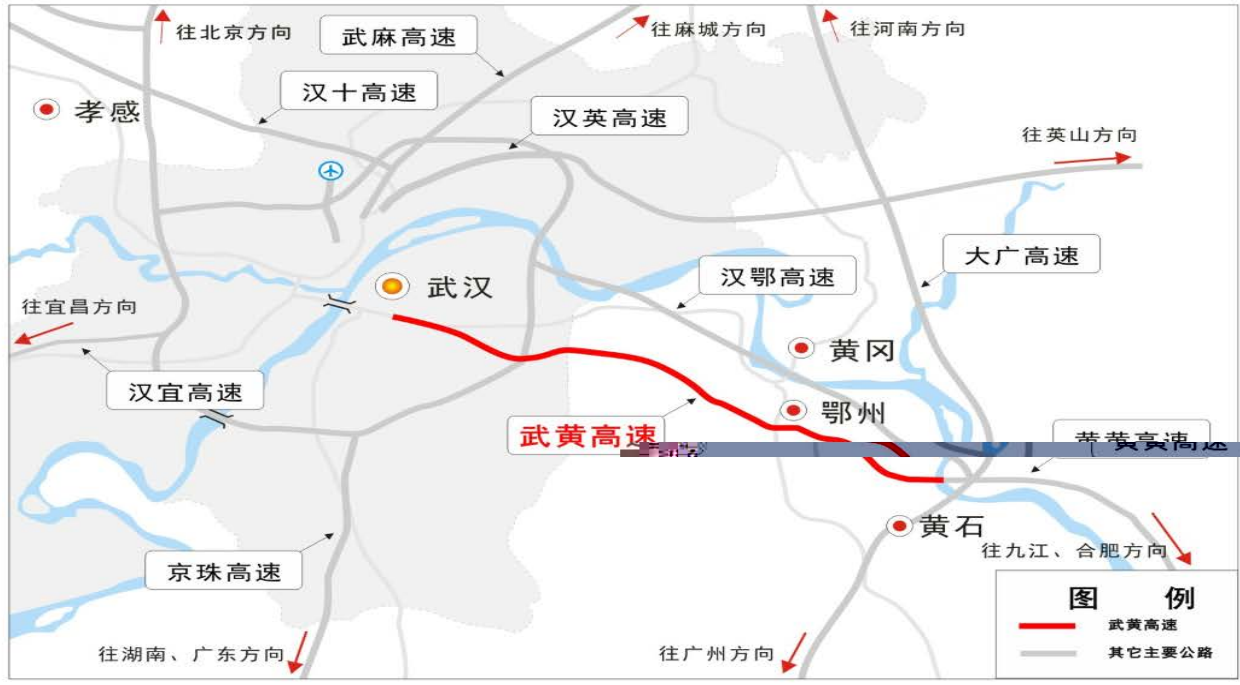 往北京方向
武麻高速
往麻城方向
往河南方向
汉十高速
孝感
汉英高速
往英山方向
大广高速
汉鄂高速
武汉
往宜昌方向
黄冈
汉宜高速
鄂州
武黄高速
黄黄高速
黄石
往九江、合肥方向
京珠高速
图 例
武黄高速
其它主要公路
往湖南、广东方向
往广州方向